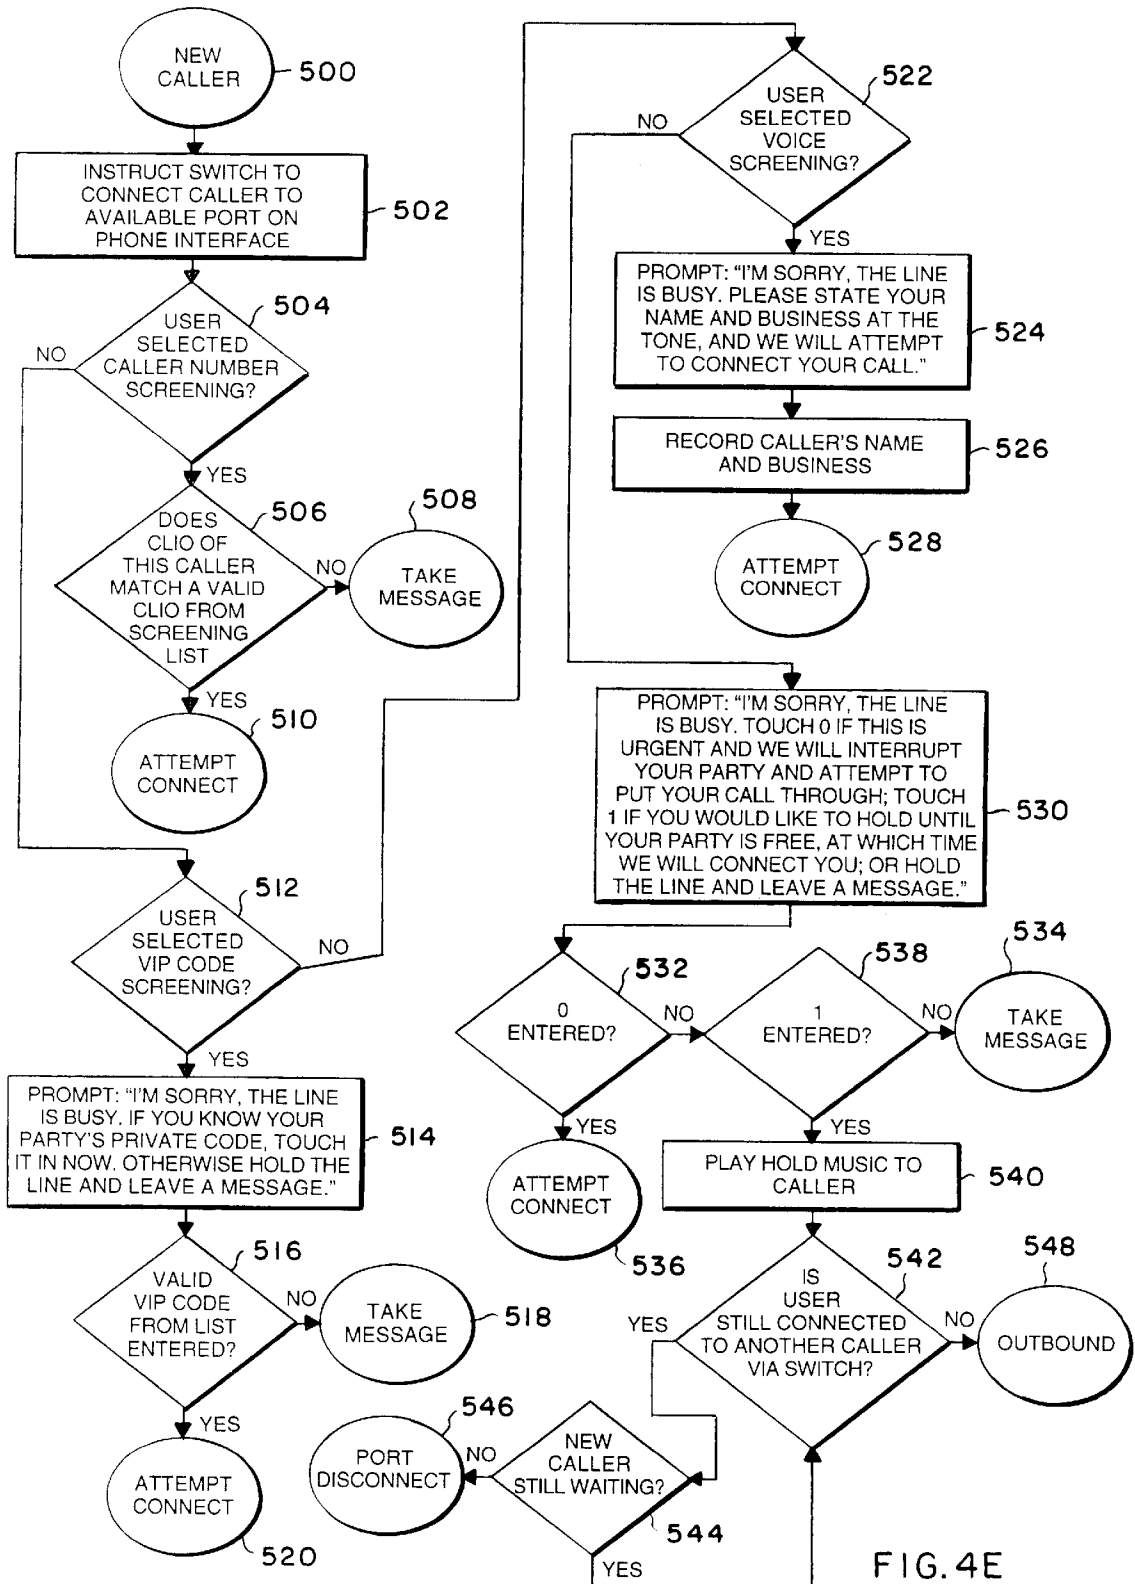 NEW
CALLER
500
INSTRUCT SWITCH TO
CONNECT CALLER TO
AVAILABLE PORT ON
PHONE INTERFACE
502
504
USER
SELECTED
CALLER NUMBER
SCREENING?
NO
YES
506
DOES
CLIO OF
THIS CALLER
MATCH A VALID
CLIO FROM
SCREENING
LIST
NO
508
TAKE
MESSAGE
YES
510
ATTEMPT
CONNECT
512
USER
SELECTED
VIP CODE
SCREENING?
NO
YES
PROMPT: "I'M SORRY, THE LINE
IS BUSY. IF YOU KNOW YOUR
PARTY'S PRIVATE CODE, TOUCH
IT IN NOW. OTHERWISE HOLD THE
LINE AND LEAVE A MESSAGE."
514
516
VALID
VIP CODE
FROM LIST
ENTERED?
NO
TAKE
MESSAGE
518
YES
ATTEMPT
CONNECT
520
522
USER
SELECTED
VOICE
SCREENING?
NO
YES
PROMPT: "I'M SORRY, THE LINE
IS BUSY. PLEASE STATE YOUR
NAME AND BUSINESS AT THE
TONE, AND WE WILL ATTEMPT
TO CONNECT YOUR CALL."
524
RECORD CALLER'S NAME
AND BUSINESS
526
528
ATTEMPT
CONNECT
PROMPT: "I'M SORRY, THE LINE
IS BUSY. TOUCH 0 IF THIS IS
URGENT AND WE WILL INTERRUPT
YOUR PARTY AND ATTEMPT TO
PUT YOUR CALL THROUGH; TOUCH
1 IF YOU WOULD LIKE TO HOLD UNTIL
YOUR PARTY IS FREE, AT WHICH TIME
WE WILL CONNECT YOU; OR HOLD
THE LINE AND LEAVE A MESSAGE."
530
532
0
ENTERED?
NO
YES
ATTEMPT
CONNECT
536
538
1
ENTERED?
NO
534
TAKE
MESSAGE
YES
PLAY HOLD MUSIC TO
CALLER
540
542
IS
USER
STILL CONNECTED
TO ANOTHER CALLER
VIA SWITCH?
NO
548
OUTBOUND
YES
NEW
CALLER
STILL WAITING?
544
NO
546
PORT
DISCONNECT
YES
FIG. 4E